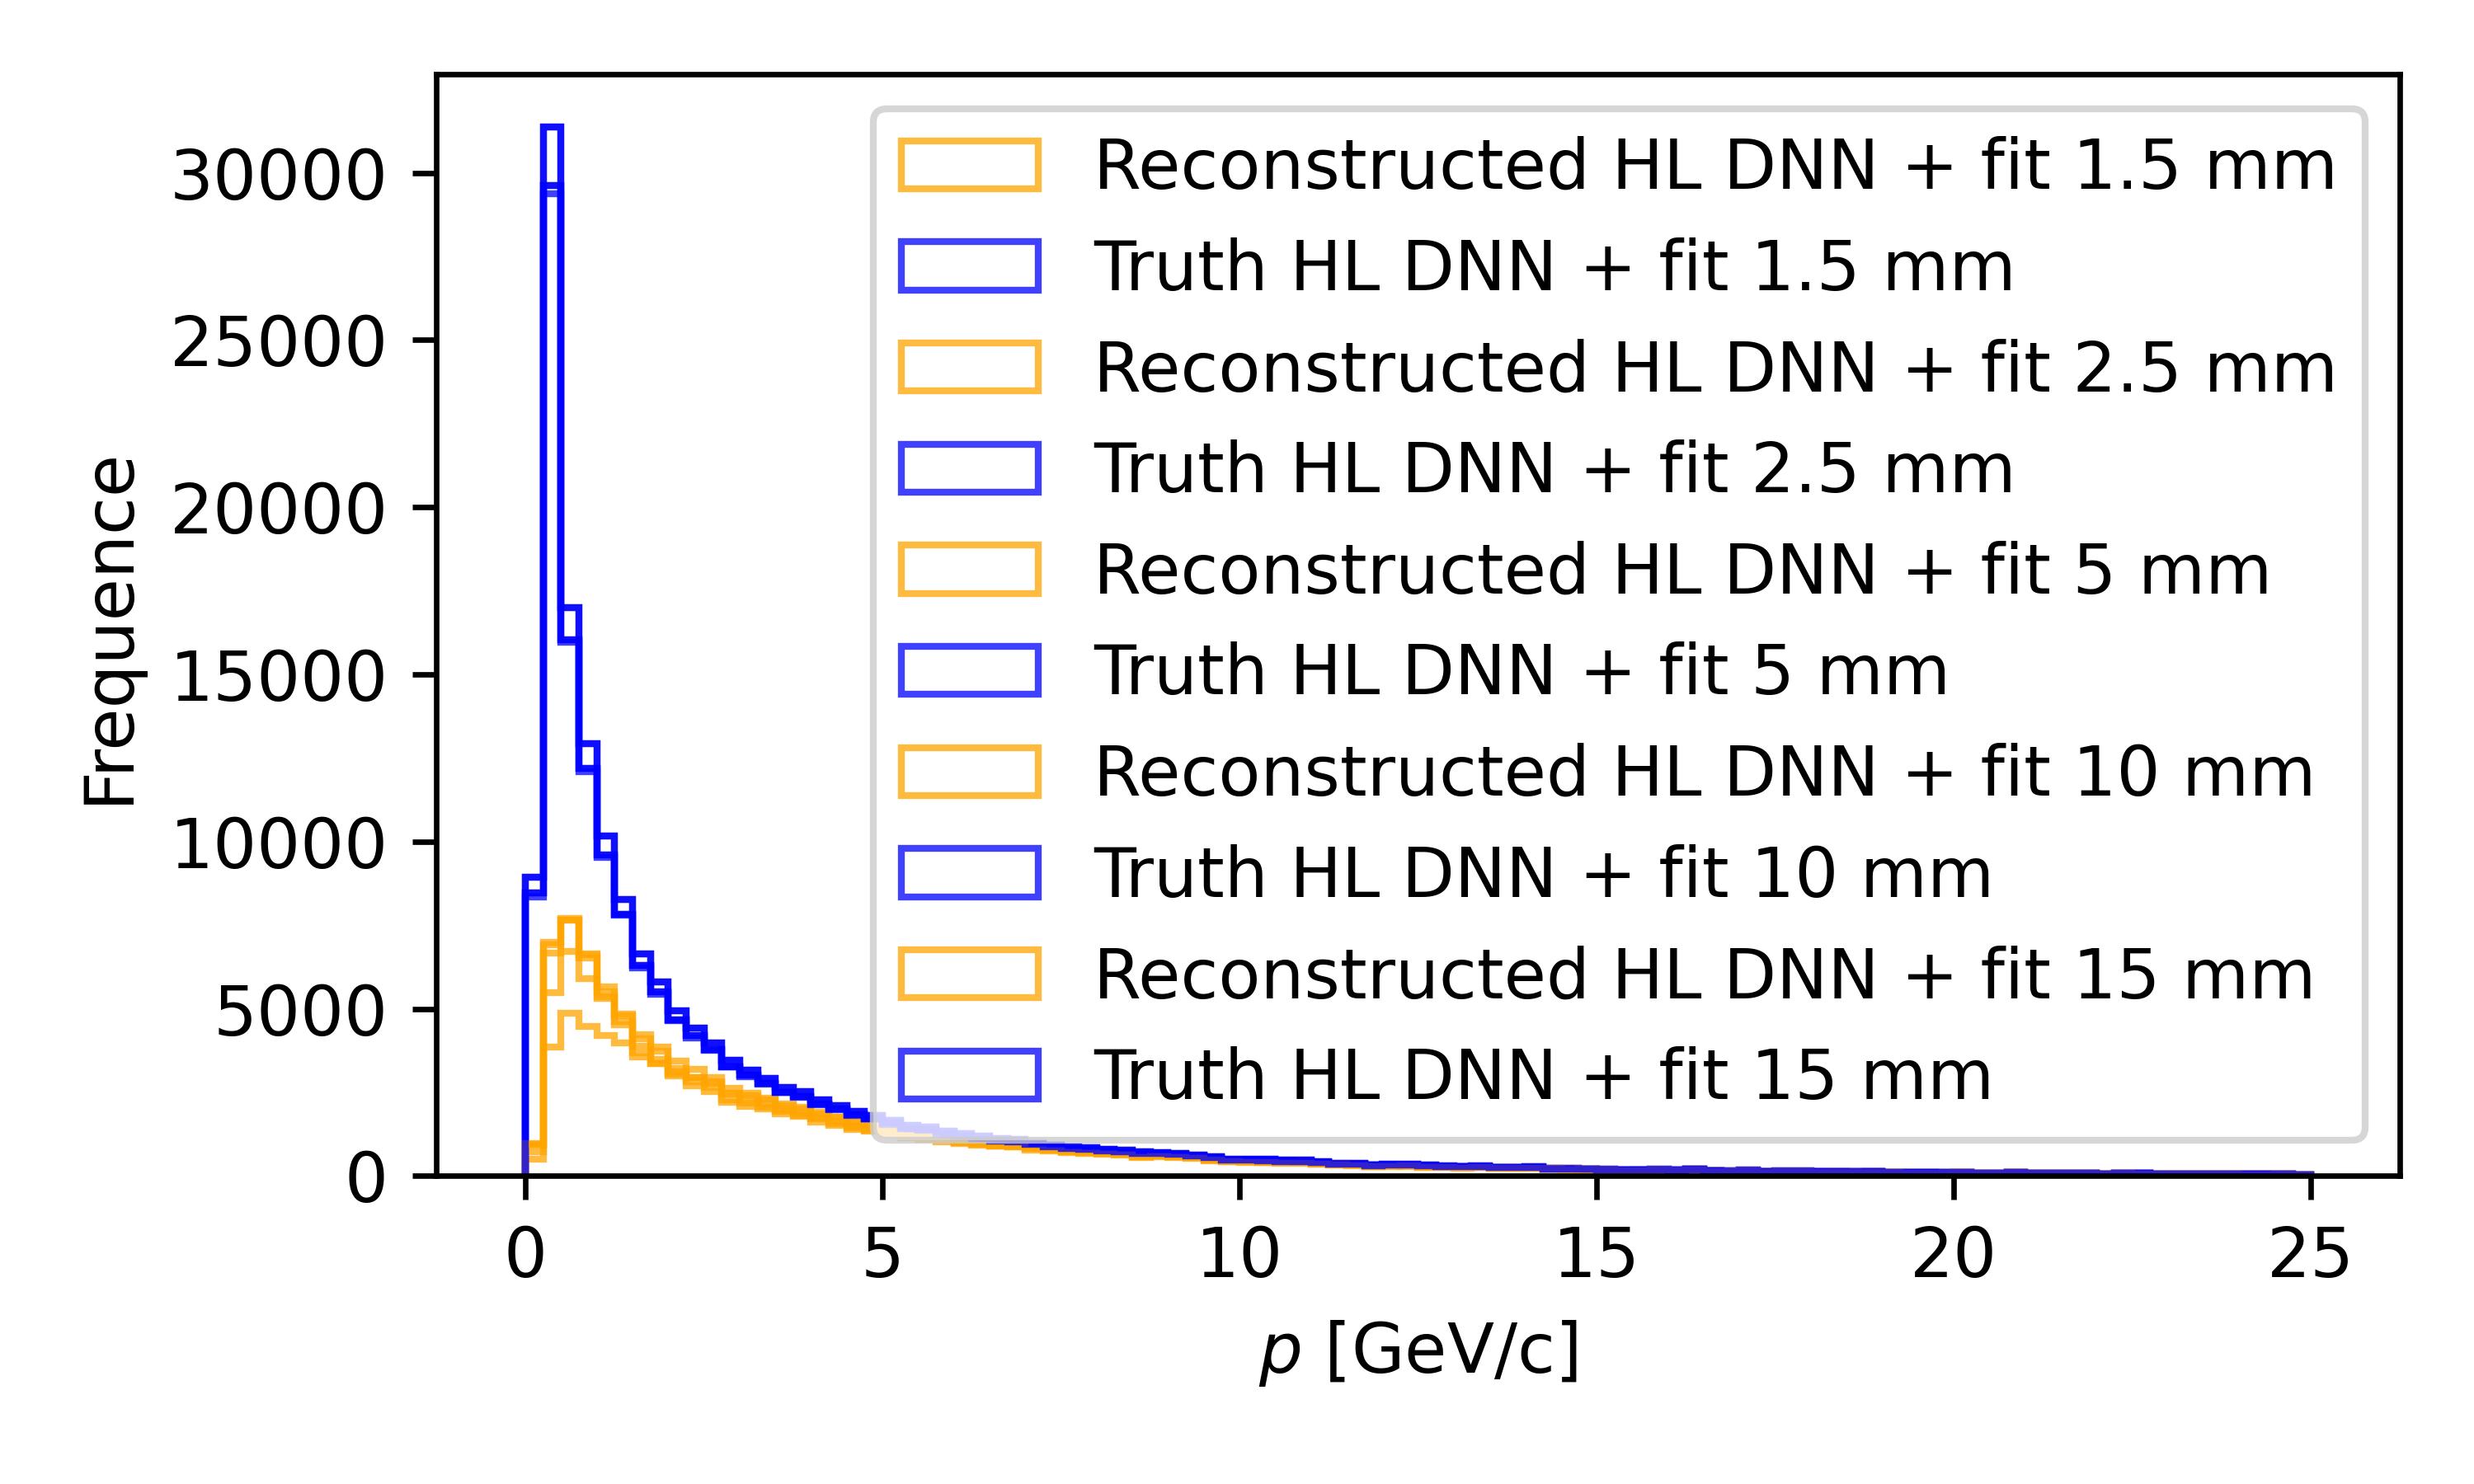 30000
25000
20000
15000
10000
5000
0
Frequence
0 5 10 15 20 25
p [GeV/c]
Reconstructed HL DNN + fit 1.5 mm
Truth HL DNN + fit 1.5 mm
Reconstructed HL DNN + fit 2.5 mm
Truth HL DNN + fit 2.5 mm
Reconstructed HL DNN + fit 5 mm
Truth HL DNN + fit 5 mm
Reconstructed HL DNN + fit 10 mm
Truth HL DNN + fit 10 mm
Reconstructed HL DNN + fit 15 mm
Truth HL DNN + fit 15 mm